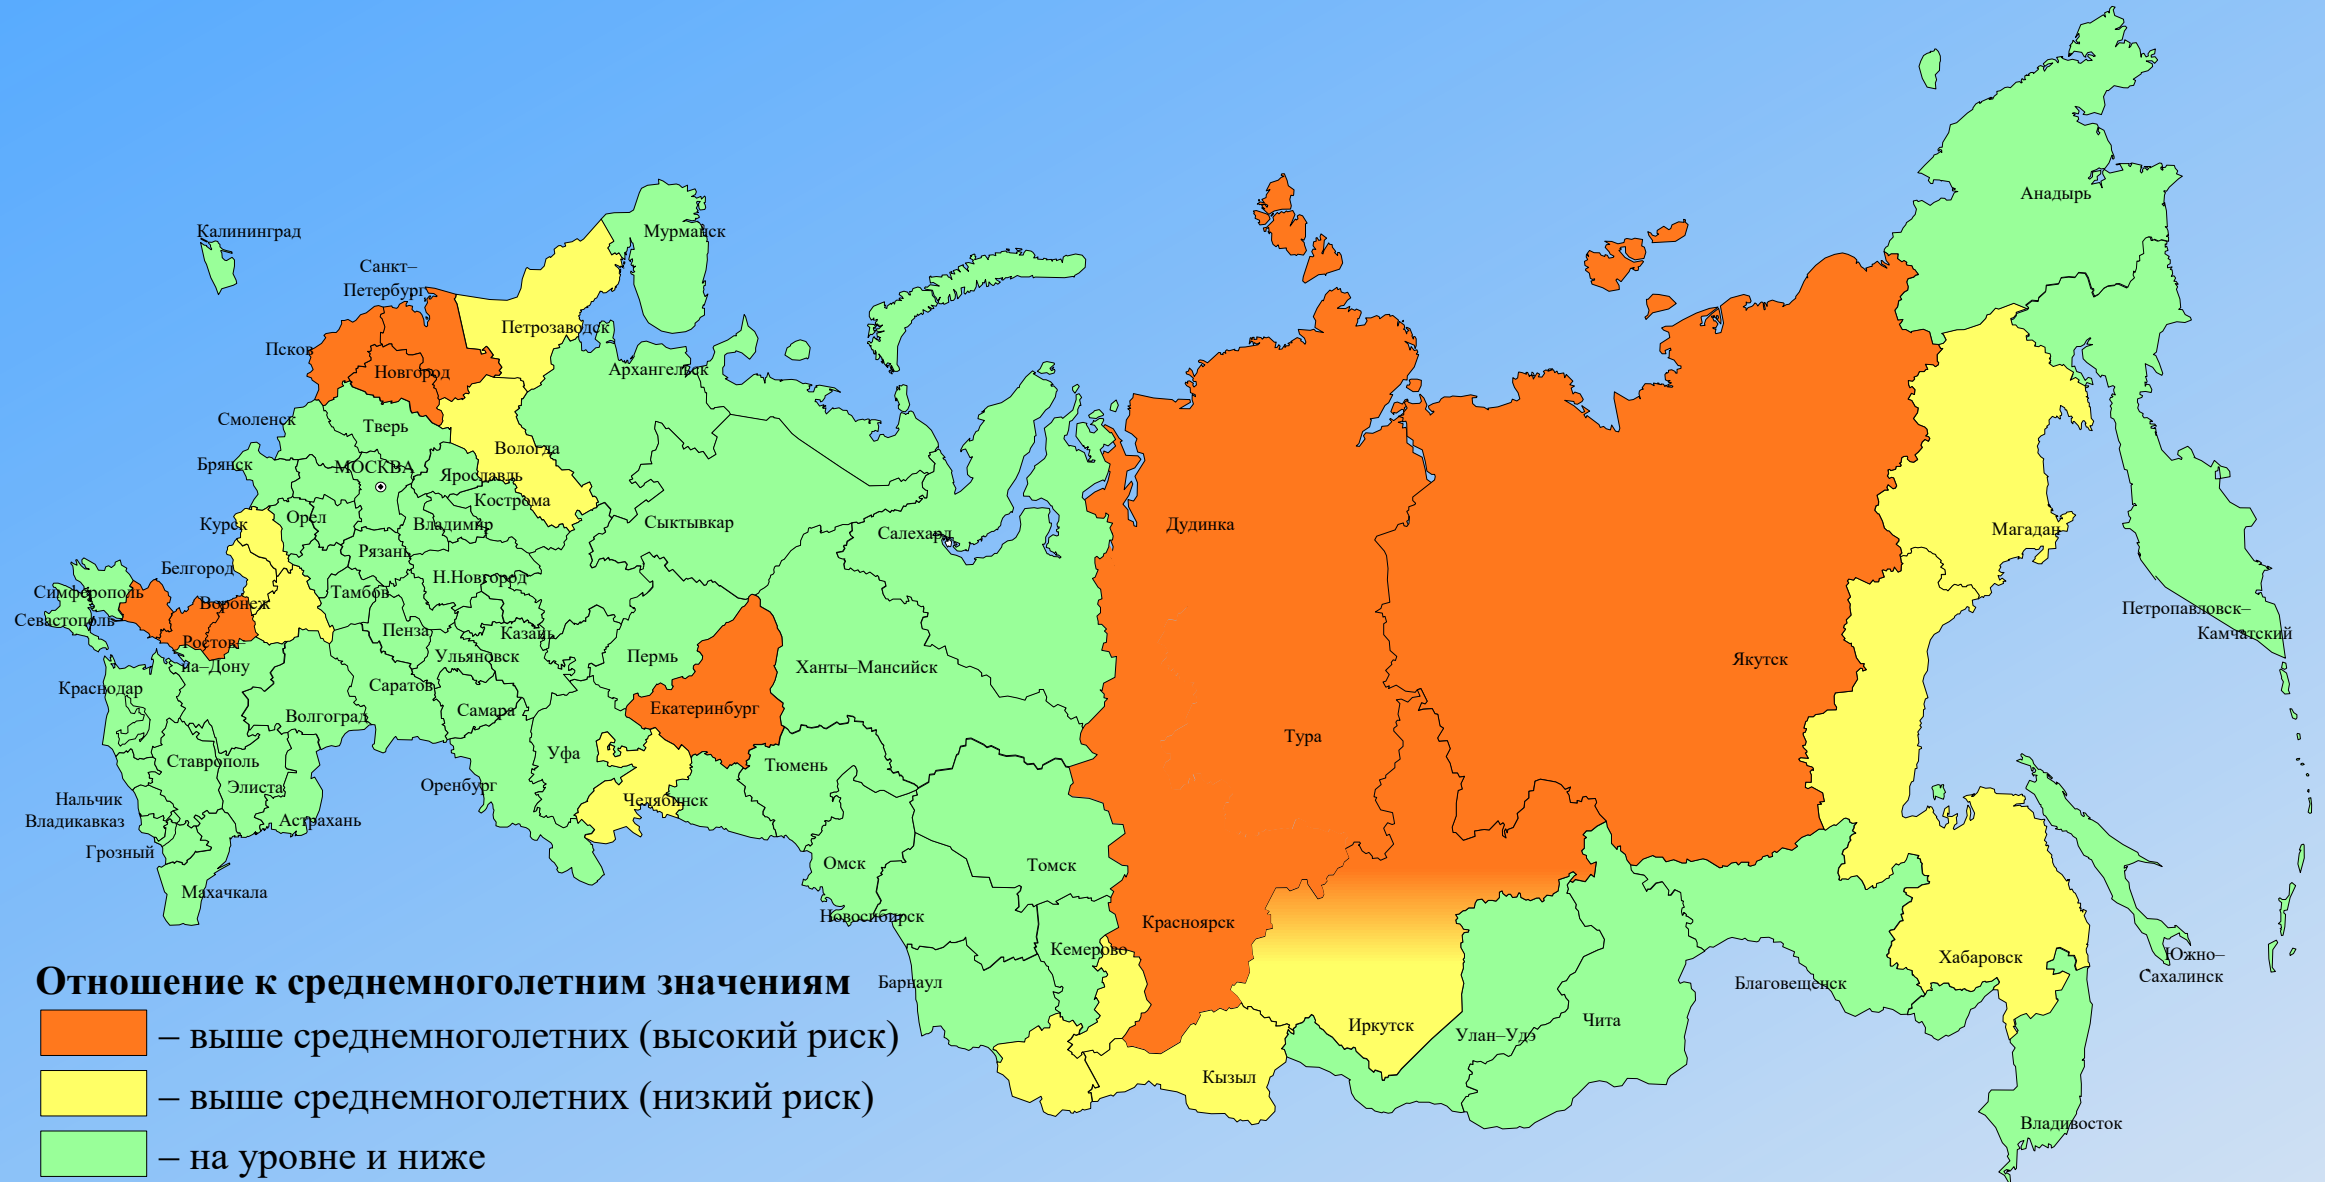 Анадырь
Калининград
Мурманск
Санкт–
Петербург
Петрозаводск
Псков
Новгород
Архангельск
Смоленск
Тверь
Вологда
Брянск
МОСКВА
Ярославль
Кострома
Курск
Орел
Владимир
Сыктывкар
Салехард
Дудинка
Магадан
Рязань
Белгород
Н.Новгород
Симферополь
Воронеж
Тамбов
Севастополь
Петропавловск–
Камчатский
Ростов–
на–Дону
Пенза
Казань
Ульяновск
Пермь
Ханты–Мансийск
Якутск
Краснодар
Саратов
Волгоград
Самара
Екатеринбург
Тура
Ставрополь
Уфа
Тюмень
Элиста
Оренбург
Челябинск
Нальчик
Владикавказ
Астрахань
Грозный
Омск
Томск
Махачкала
Новосибирск
Красноярск
Кемерово
Хабаровск
Южно–
Сахалинск
Барнаул
Благовещенск
Иркутск
Улан–Удэ
Чита
Кызыл
Владивосток
Отношение к среднемноголетним значениям
– выше среднемноголетних (высокий риск)
– выше среднемноголетних (низкий риск)
– на уровне и ниже